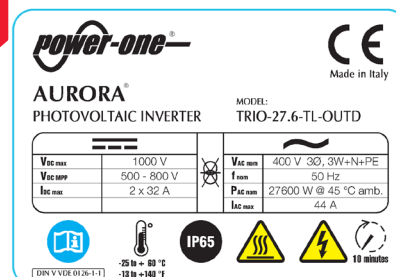 power-one®
CE
Made in Italy
AURORA®
PHOTOVOLTAIC INVERTER
MODEL:
TRIO-27.6-TL-OUTD
VDC max 1000 V
VDC MPP 500 - 800 V
IDC max 2 x 32 A
VAC nom 400 V 3Ø, 3W+N+PE
f nom 50 Hz
PAC nom 27600 W @ 45 °C amb.
IAC max 44 A
DIN V VDE 0126-1-1
-25 to + 60 °C
-13 to +140 °F
IP65
10 minutos